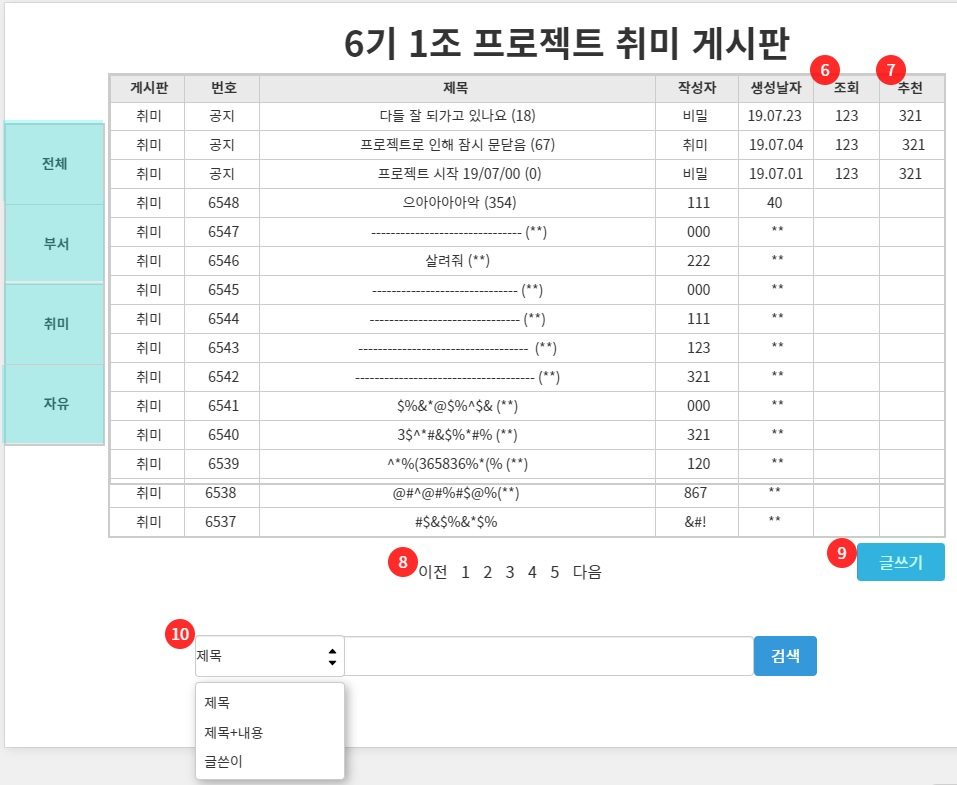 6기 1조 프로젝트 취미 게시판
6 7
게시판 번호 제목 작성자 생성날자 조회 추천
취미 공지 다들 잘 되가고 있나요 (18) 비밀 19.07.23 123 321
취미 공지 프로젝트로 인해 잠시 문닫음 (67) 취미 19.07.04 123 321
전체
취미 공지 프로젝트 시작 19/07/00 (0) 비밀 19.07.01 123 321
취미 6548 으아아아아악 (354) 111 40
취미 6547 ------------------------------- (**) 000 **
부서
취미 6546 살려줘 (**) 222 **
취미 6545 ------------------------------ (**) 000 **
취미 6544 ------------------------------- (**) 111 **
취미
취미 6543 ----------------------------------- (**) 123 **
취미 6542 ------------------------------------- (**) 321 **
자유
취미 6541 $%&*@$%^$& (**) 000 **
취미 6540 3$^*#&$%*#% (**) 321 **
취미 6539 ^*%(365836%*(% (**) 120 **
취미 6538 @#^@#%#$@%(**) 867 **
취미 6537 #$&$%&*$% &#! **
9 글쓰기
8 이전 1 2 3 4 5 다음
10
제목 검색
제목
제목+내용
글쓴이